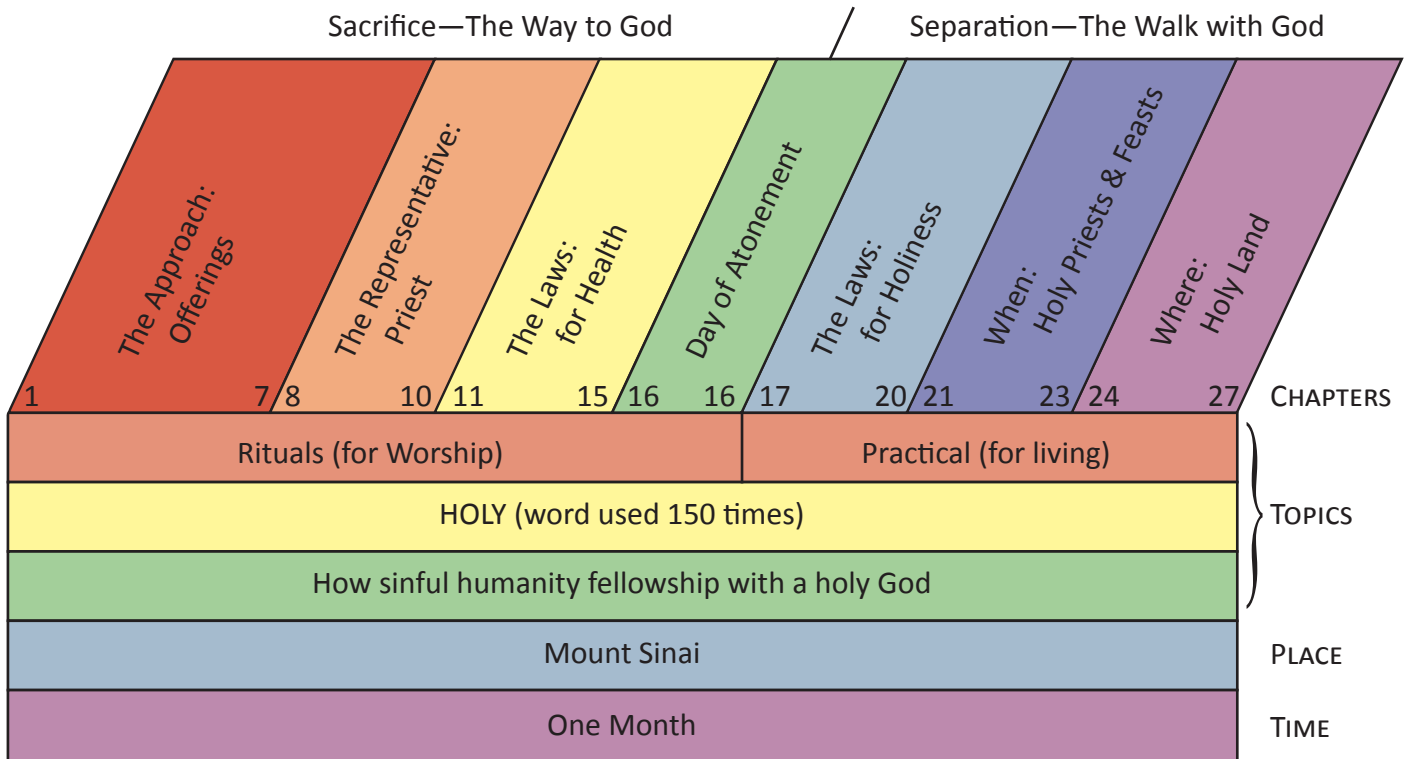 Sacrifice—The Way to God
Separation—The Walk with God
The Approach:
Offerings
The Representative:
Priest
The Laws:
for Health
Day of Atonement
The Laws:
for Holiness
When:
Holy Priests & Feasts
Where:
Holy Land
1 7 8 10 11 15 16 16 17 20 21 23 24 27 CHAPTERS
Rituals (for Worship) Practical (for living)
HOLY (word used 150 times) TOPICS
How sinful humanity fellowship with a holy God
Mount Sinai PLACE
One Month TIME